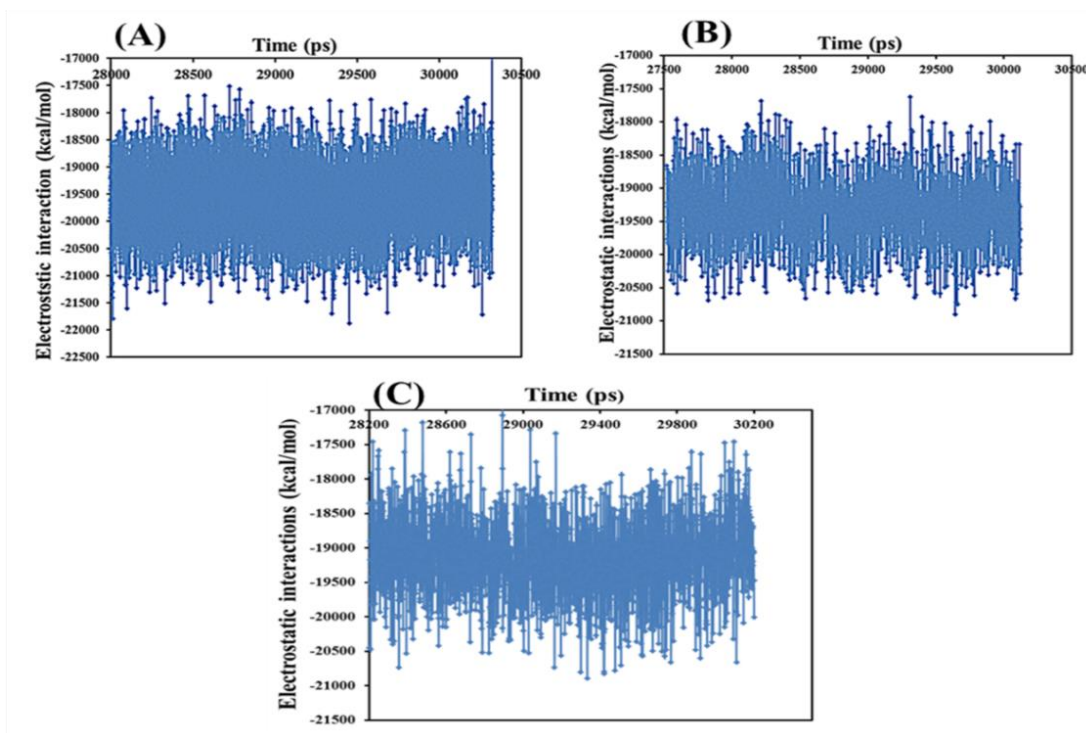 (A)
Time (ps)
28000 28500 29000 29500 30000 30500
Electroststic interaction (kcal/mol)
-17000
-17500
-18000
-18500
-19000
-19500
-20000
-20500
-21000
-21500
-22000
-22500
(B)
Time (ps)
27500 28000 28500 29000 29500 30000 30500
Electrostatic interactions (kcal/mol)
-17000
-17500
-18000
-18500
-19000
-19500
-20000
-20500
-21000
-21500
(C)
Time (ps)
28200 28600 29000 29400 29800 30200
Electrostatic interactions (kcal/mol)
-17000
-17500
-18000
-18500
-19000
-19500
-20000
-20500
-21000
-21500